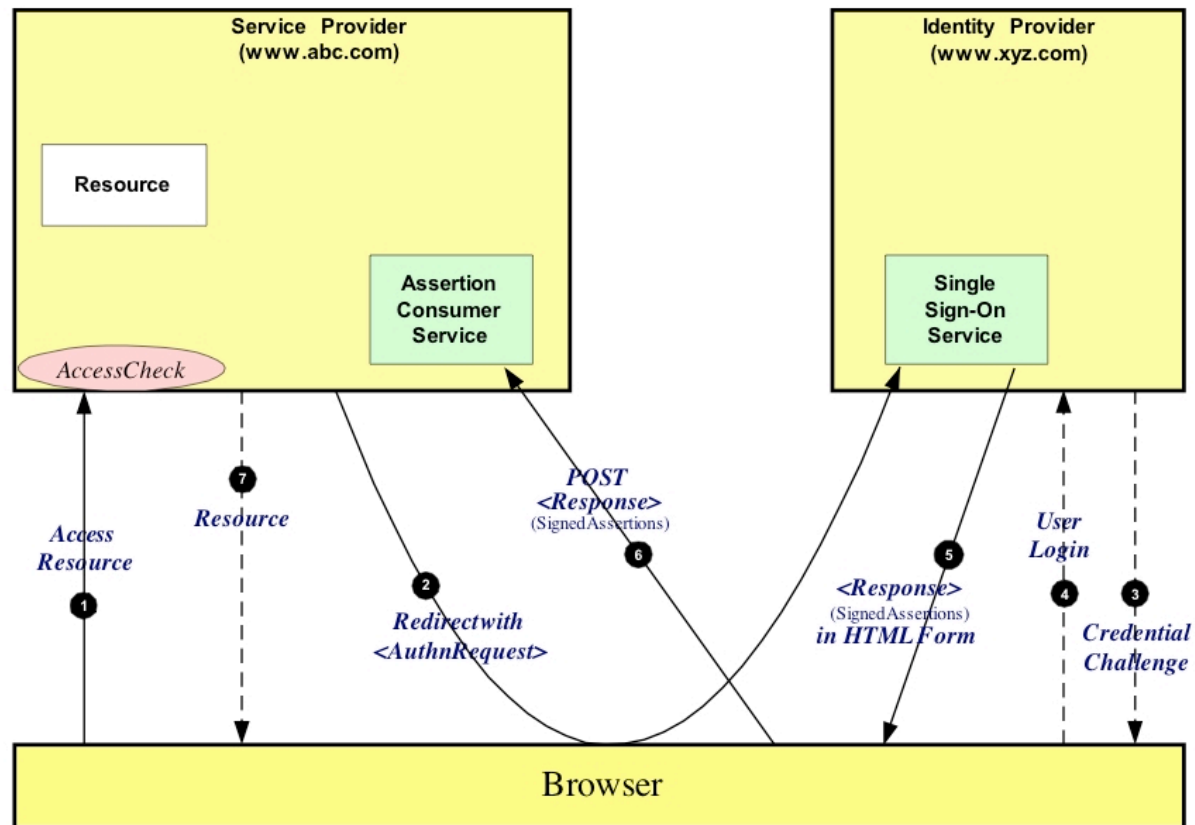 Service Provider
(www.abc.com)
Identity Provider
(www.xyz.com)
Resource
Assertion
Consumer
Service
Single
Sign-On
Service
AccessCheck
7
Resource
Access
Resource
1
2
Redirectwith
<AuthnRequest>
POST
<Response>
(SignedAssertions)
6
5
<Response>
(SignedAssertions)
in HTML Form
User
Login
4
3
Credential
Challenge
Browser